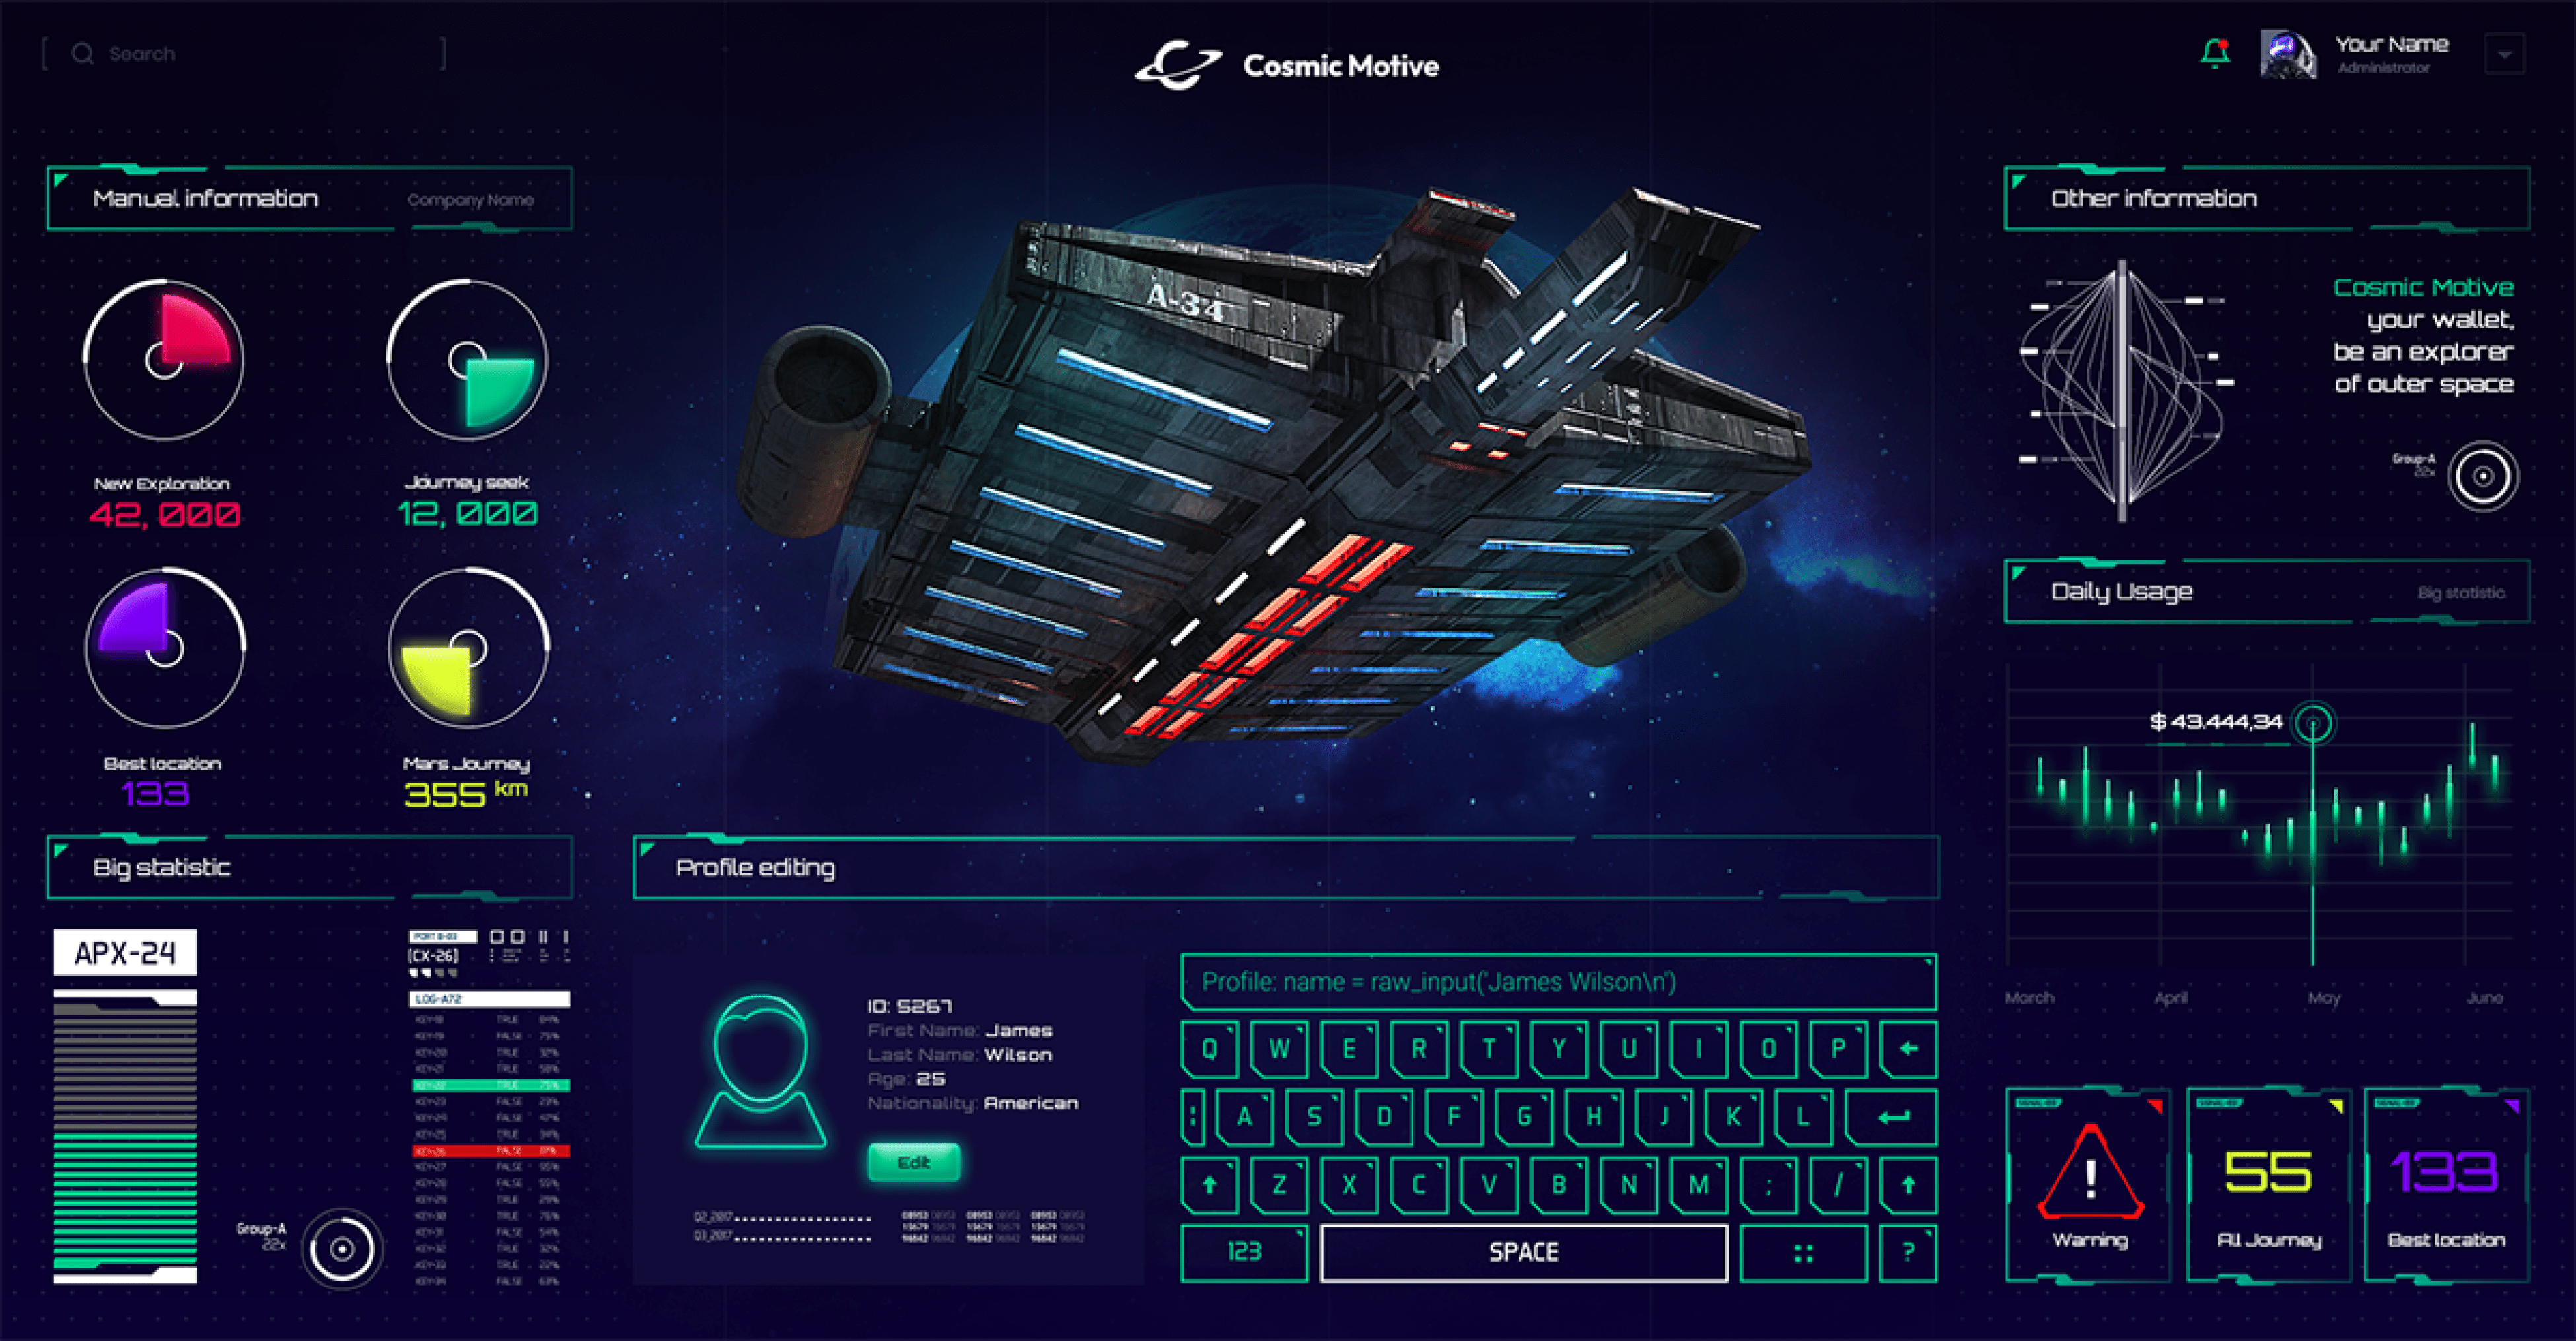 Search
Cosmic Motive
Your Name
Administrator
Manual information
Company Name
New Exploration
42, 000
Journey seek
12, 000
Best location
133
Mars Journey
355 km
A-34
Other information
Cosmic Motive
your wallet,
be an explorer
of outer space
Group-A
22x
Daily Usage
Big statistic
$ 43.444,34
March April May June
Big statistic
APX-24
[CX-26]
LOG-A72
Group-A
22x
Profile editing
ID: 5267
First Name: James
Last Name: Wilson
Age: 25
Nationality: American
Edit
Q2_2017
Q3_2017
Profile: name = raw_input('James Wilson\n')
Q W E R T Y U I O P
: A S D F G H J K L
Z X C V B N M ; /
123 SPACE :: ?
Warning
55
All Journey
133
Best location